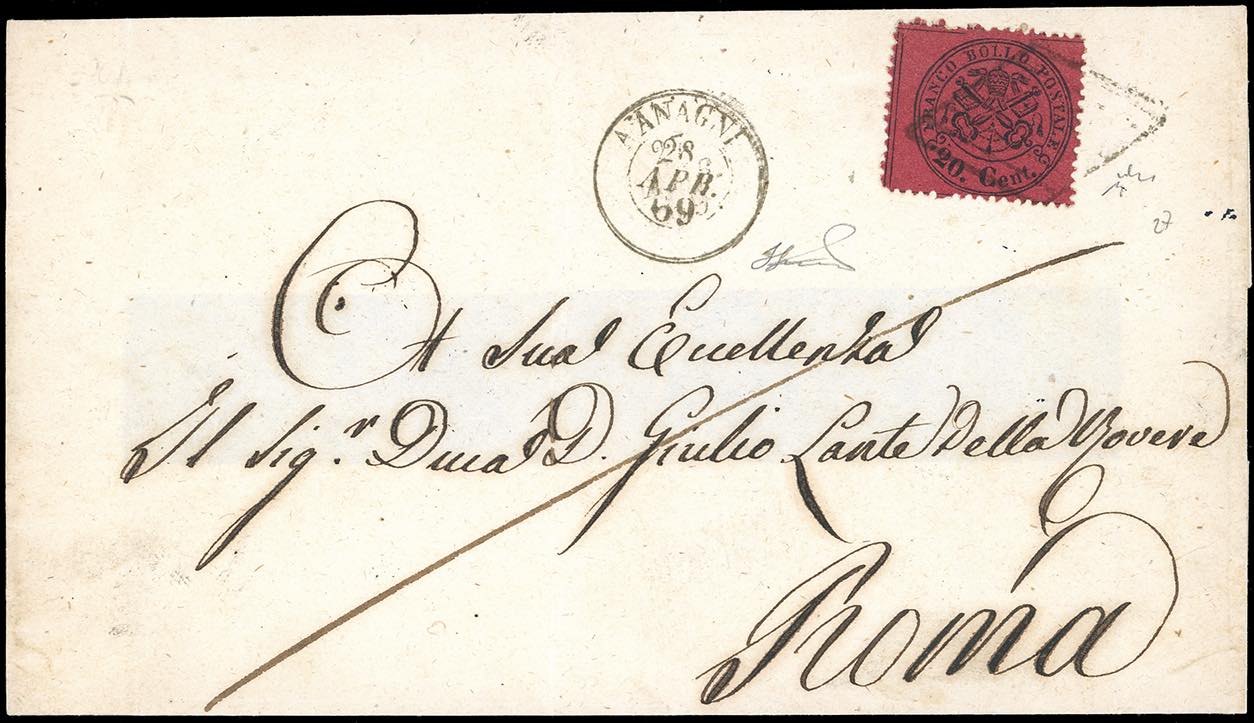 FRANCO BOLLO POSTALE
20. Cent.
ANAGNI
28
APR.
69
A Sua Eccellenza
Il Sig.r Duca D. Giulio Lante Della Rovere
Roma
27